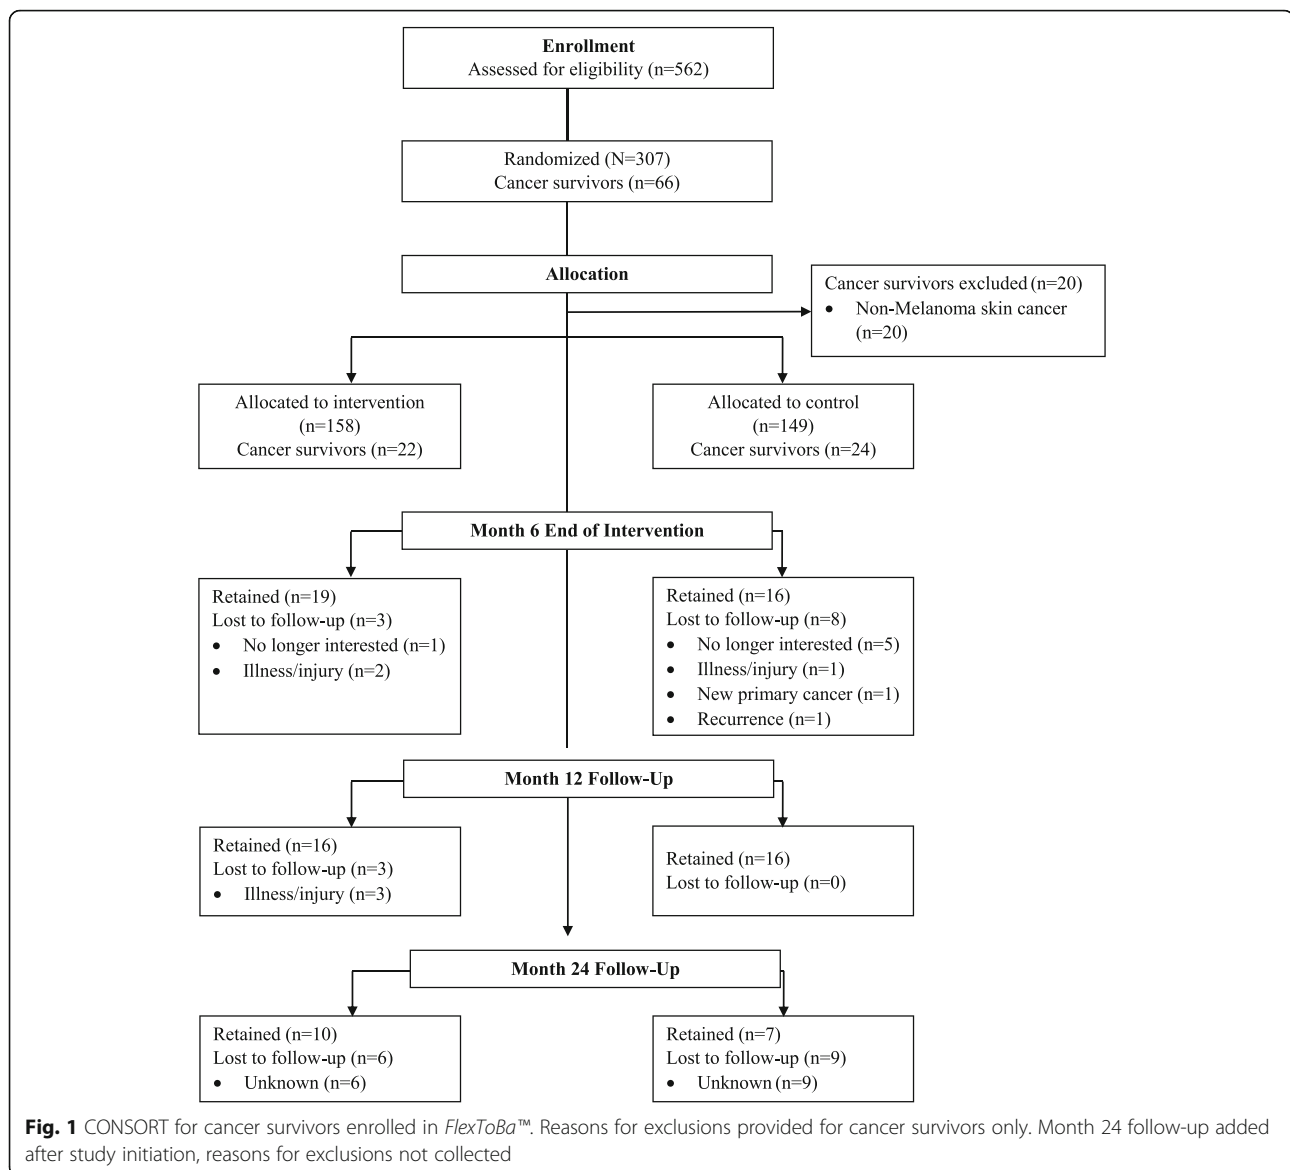 Enrollment
Assessed for eligibility (n=562)
Randomized (N=307)
Cancer survivors (n=66)
Allocation
Cancer survivors excluded (n=20)
• Non-Melanoma skin cancer
(n=20)
Allocated to intervention
(n=158)
Cancer survivors (n=22)
Allocated to control
(n=149)
Cancer survivors (n=24)
Month 6 End of Intervention
Retained (n=19)
Lost to follow-up (n=3)
• No longer interested (n=1)
• Illness/injury (n=2)
Retained (n=16)
Lost to follow-up (n=8)
• No longer interested (n=5)
• Illness/injury (n=1)
• New primary cancer (n=1)
• Recurrence (n=1)
Month 12 Follow-Up
Retained (n=16)
Lost to follow-up (n=3)
• Illness/injury (n=3)
Retained (n=16)
Lost to follow-up (n=0)
Month 24 Follow-Up
Retained (n=10)
Lost to follow-up (n=6)
• Unknown (n=6)
Retained (n=7)
Lost to follow-up (n=9)
• Unknown (n=9)
Fig. 1 CONSORT for cancer survivors enrolled in FlexToBa™. Reasons for exclusions provided for cancer survivors only. Month 24 follow-up added
after study initiation, reasons for exclusions not collected